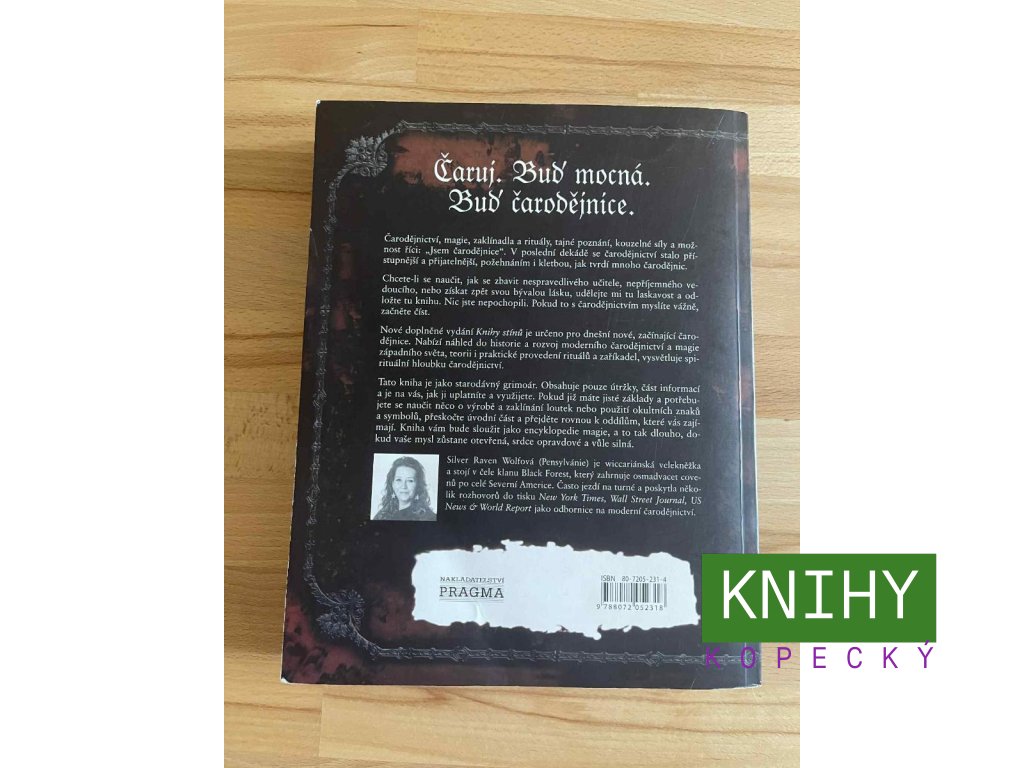 Čaruj. Buď mocná.
Buď čarodějnice.
Čarodějnictví, magie, zaklínadla a rituály, tajné poznání, kouzelné síly a mož-
nost říci: „Jsem čarodějnice“. V poslední dekádě se čarodějnictví stalo pří-
stupnější a přijatelnější, požehnáním i kletbou, jak tvrdí mnoho čarodějnic.
Chcete-li se naučit, jak se zbavit nespravedlivého učitele, nepříjemného ve-
doucího, nebo získat zpět svou bývalou lásku, udělejte mi tu laskavost a od-
ložte tu knihu. Nic jste nepochopili. Pokud to s čarodějnictvím myslíte vážně,
začněte číst.
Nové doplněné vydání Knihy stínů je určeno pro dnešní nové, začínající čaro-
dějnice. Nabízí náhled do historie a rozvoj moderního čarodějnictví a magie
západního světa, teorii i praktické provedení rituálů a zaříkadel, vysvětluje spi-
rituální hloubku čarodějnictví.
Tato kniha je jako starodávný grimoár. Obsahuje pouze útržky, část informací
a je na vás, jak ji uplatníte a využijete. Pokud již máte jisté základy a potřebu-
jete se naučit něco o výrobě a zaklínání loutek nebo použití okultních znaků
a symbolů, přeskočte úvodní část a přejděte rovnou k oddílům, které vás zají-
mají. Kniha vám bude sloužit jako encyklopedie magie, a to tak dlouho, do-
kud vaše mysl zůstane otevřená, srdce opravdové a vůle silná.
Silver Raven Wolfová (Pensylvánie) je wiccariánská velekněžka
a stojí v čele klanu Black Forest, který zahrnuje osmadvacet cove-
nů po celé Severní Americe. Často jezdí na turné a poskytla něko-
lik rozhovorů do tisku New York Times, Wall Street Journal, US
News & World Report jako odbornice na moderní čarodějnictví.
NAKLADATELSTVÍ
PRAGMA
ISBN 80-7205-231-4
9 788072 052318
KNIHY
KOPECKÝ